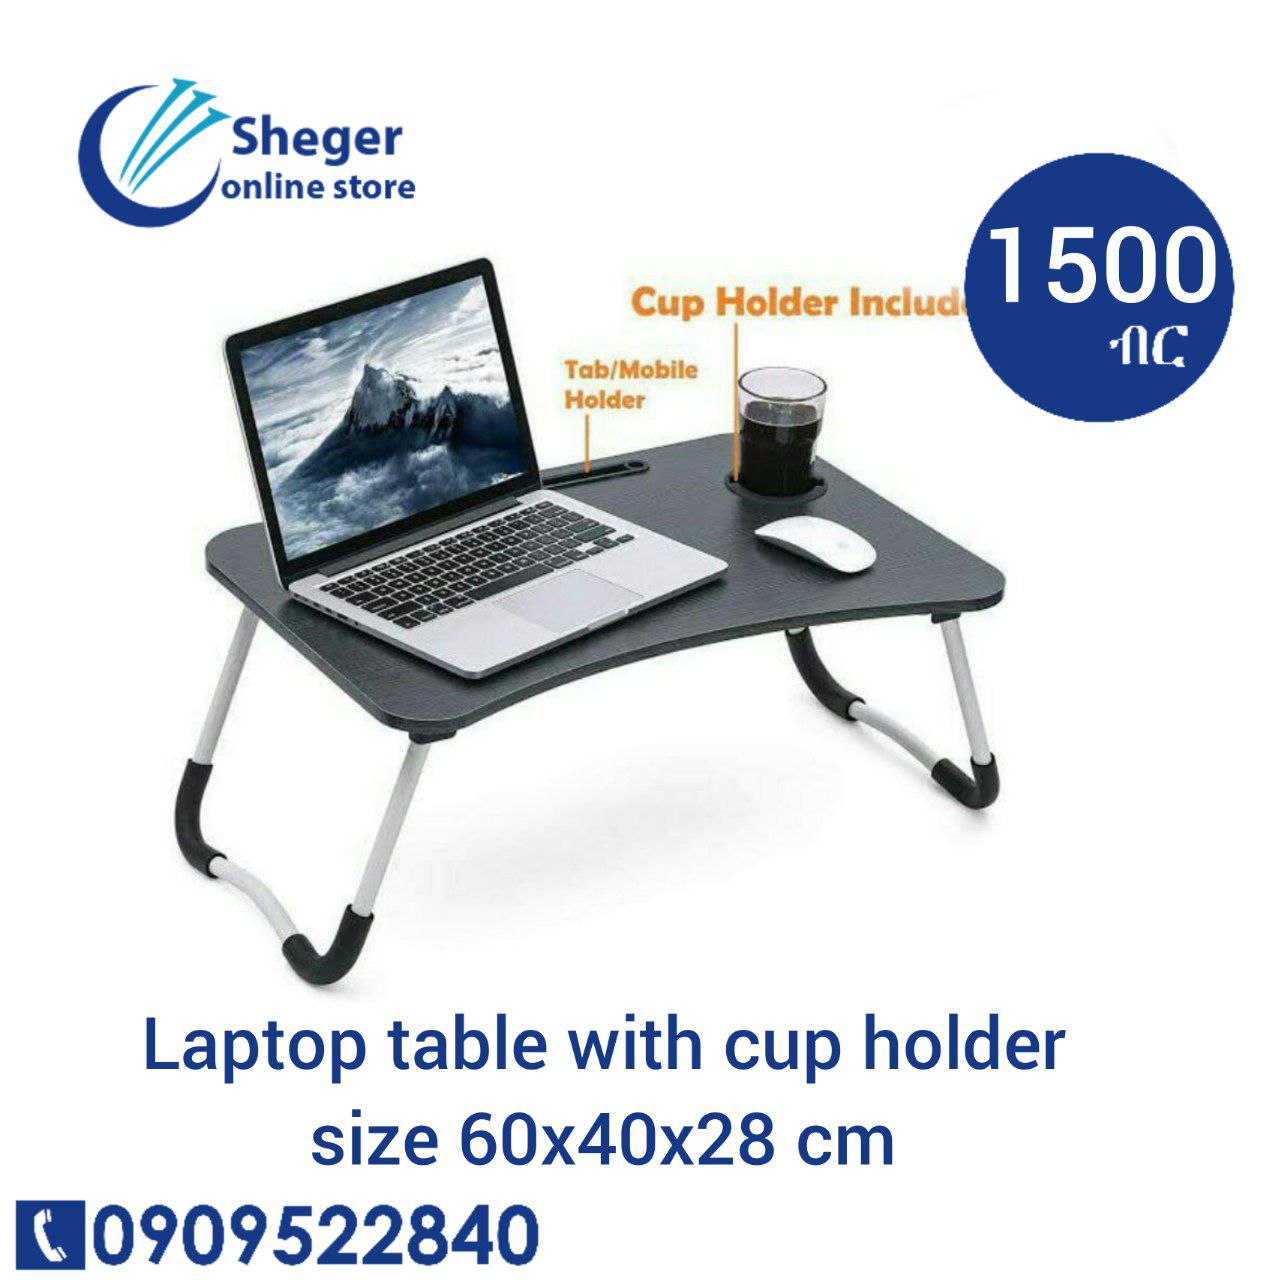 Sheger
online store
1500
ብር
Cup Holder Includ
Tab/Mobile
Holder
Laptop table with cup holder
size 60x40x28 cm
0909522840